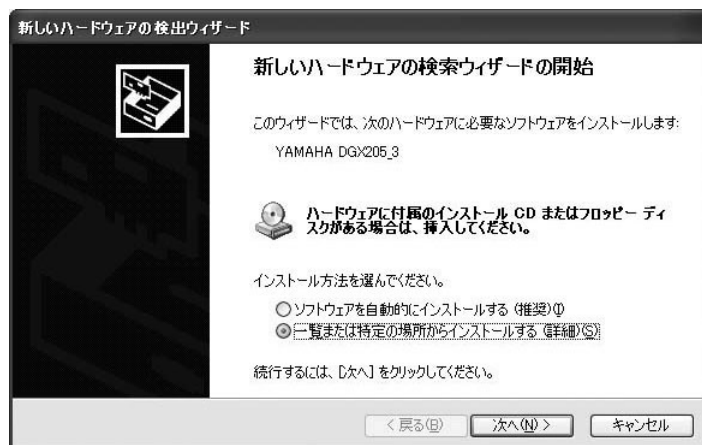 新しいハードウェアの検出ウィザード
新しいハードウェアの検索ウィザードの開始
このウィザードでは、次のハードウェアに必要なソフトウェアをインストールします:
YAMAHA DGX205_3
ハードウェアに付属のインストール CD またはフロッピー ディ
スクがある場合は、挿入してください。
インストール方法を選んでください。
ソフトウェアを自動的にインストールする (推奨)(I)
一覧または特定の場所からインストールする (詳細)(S)
続行するには、[次へ] をクリックしてください。
< 戻る(B) 次へ(N) > キャンセル